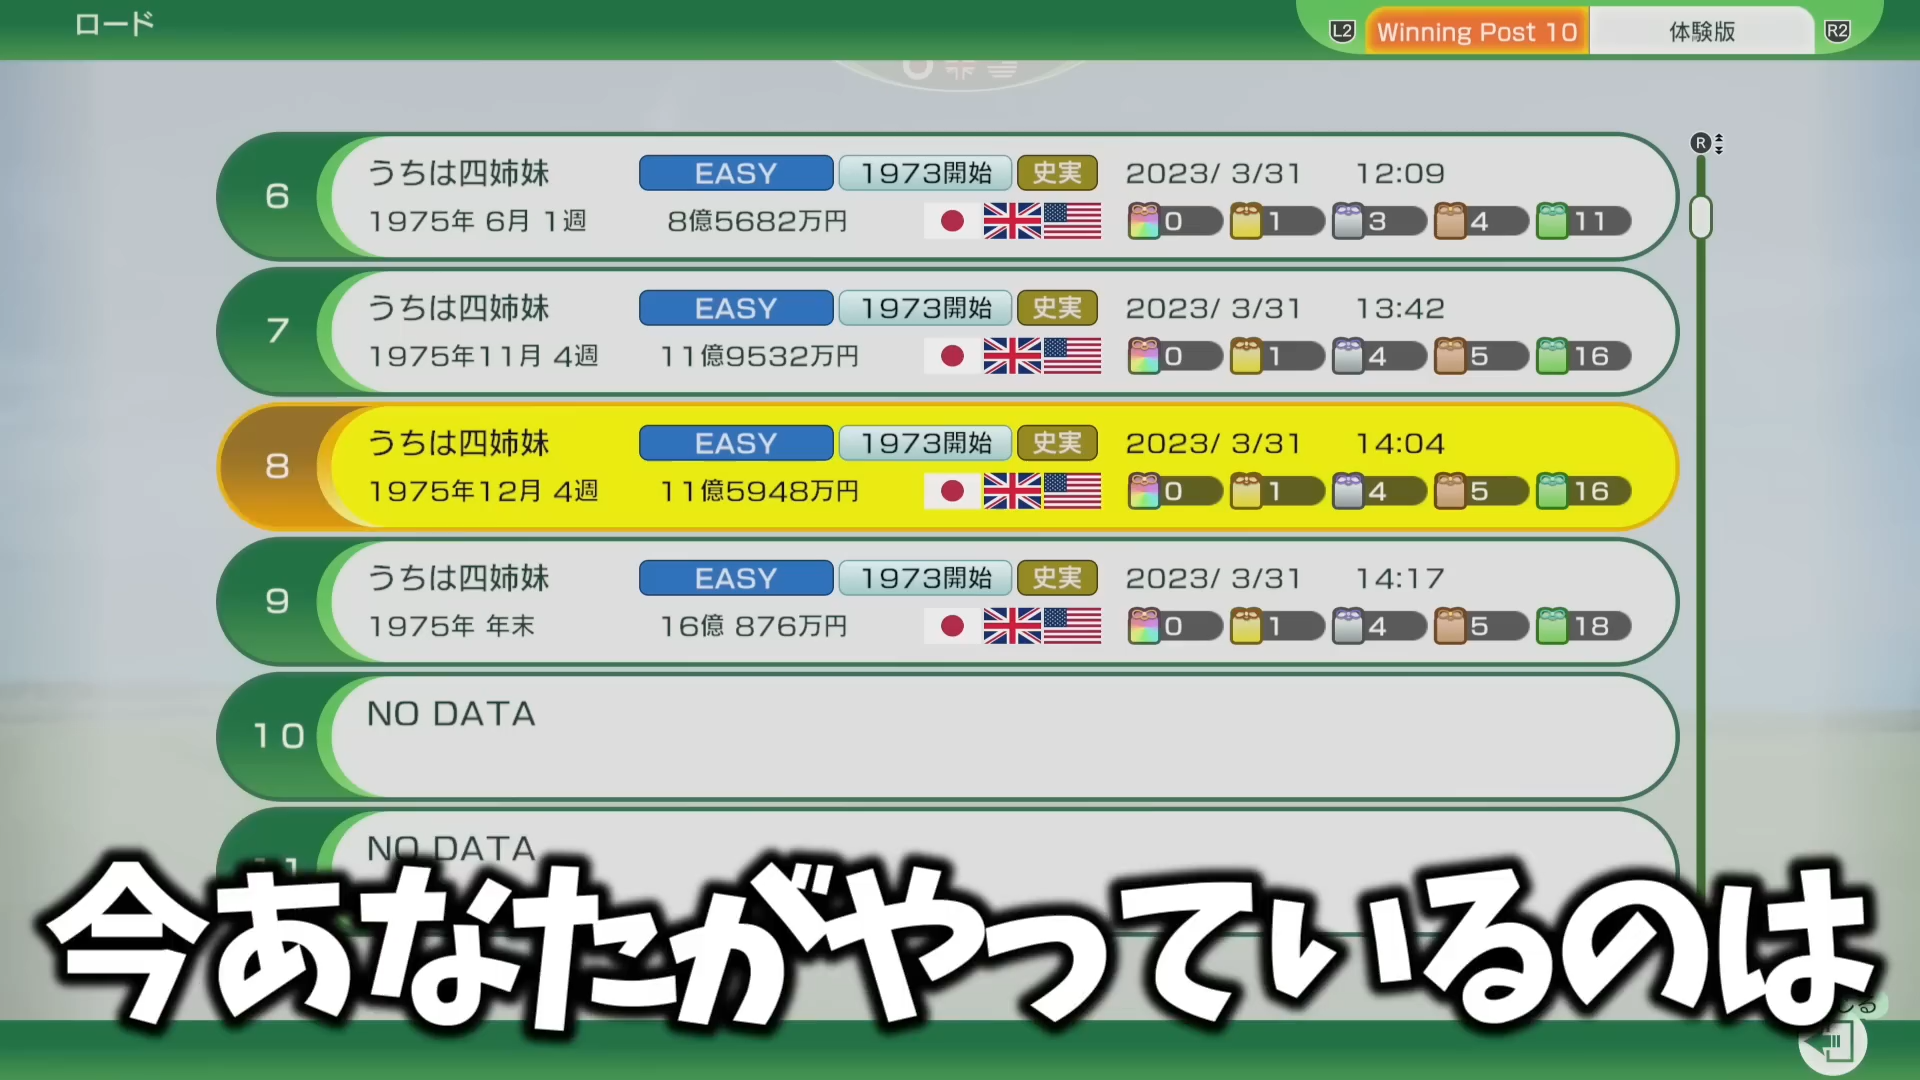 ロード
L2 Winning Post 10 体験版 R2
R
6
うちは四姉妹 EASY 1973開始 史実 2023/ 3/31 12:09
1975年 6月 1週 8億5682万円 0 1 3 4 11
7
うちは四姉妹 EASY 1973開始 史実 2023/ 3/31 13:42
1975年11月 4週 11億9532万円 0 1 4 5 16
8
うちは四姉妹 EASY 1973開始 史実 2023/ 3/31 14:04
1975年12月 4週 11億5948万円 0 1 4 5 16
9
うちは四姉妹 EASY 1973開始 史実 2023/ 3/31 14:17
1975年 年末 16億 876万円 0 1 4 5 18
10
NO DATA
11
NO DATA
今あなたがやっているのは